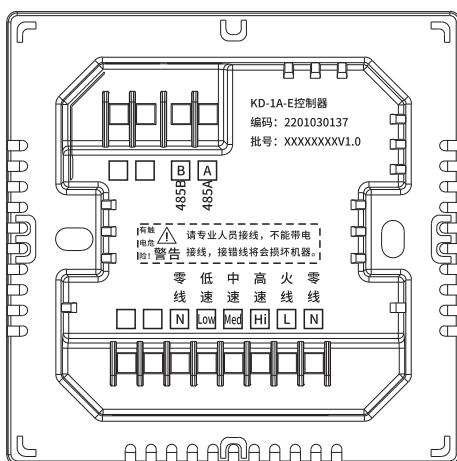 KD-1A-E控制器
编码：2201030137
批号：XXXXXXXXV1.0
B A
485B 485A
有触电危险！
警告
请专业人员接线，不能带电
接线，接错线将会损坏机器。
零线 低速 中速 高速 火线 零线
N Low Med Hi L N